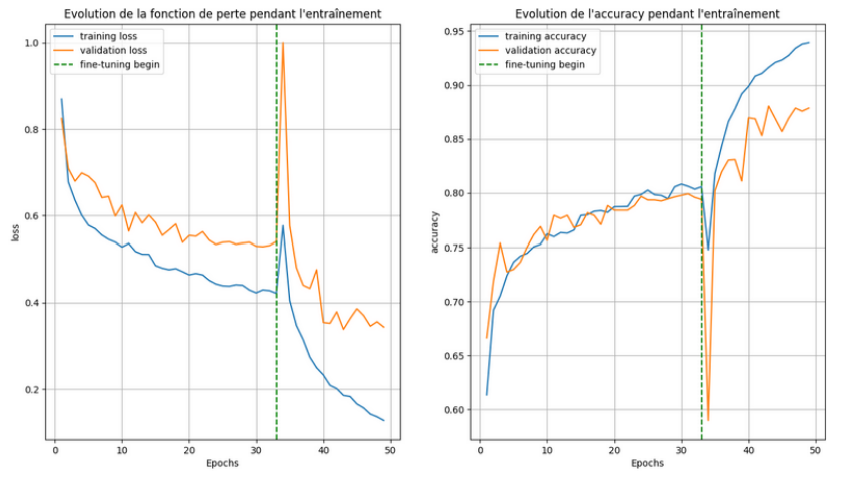 Evolution de la fonction de perte pendant l'entraînement
training loss
validation loss
fine-tuning begin
1.0
0.8
0.6
0.4
0.2
loss
0 10 20 30 40 50
Epochs
Evolution de l'accuracy pendant l'entraînement
training accuracy
validation accuracy
fine-tuning begin
0.95
0.90
0.85
0.80
0.75
0.70
0.65
0.60
accuracy
0 10 20 30 40 50
Epochs